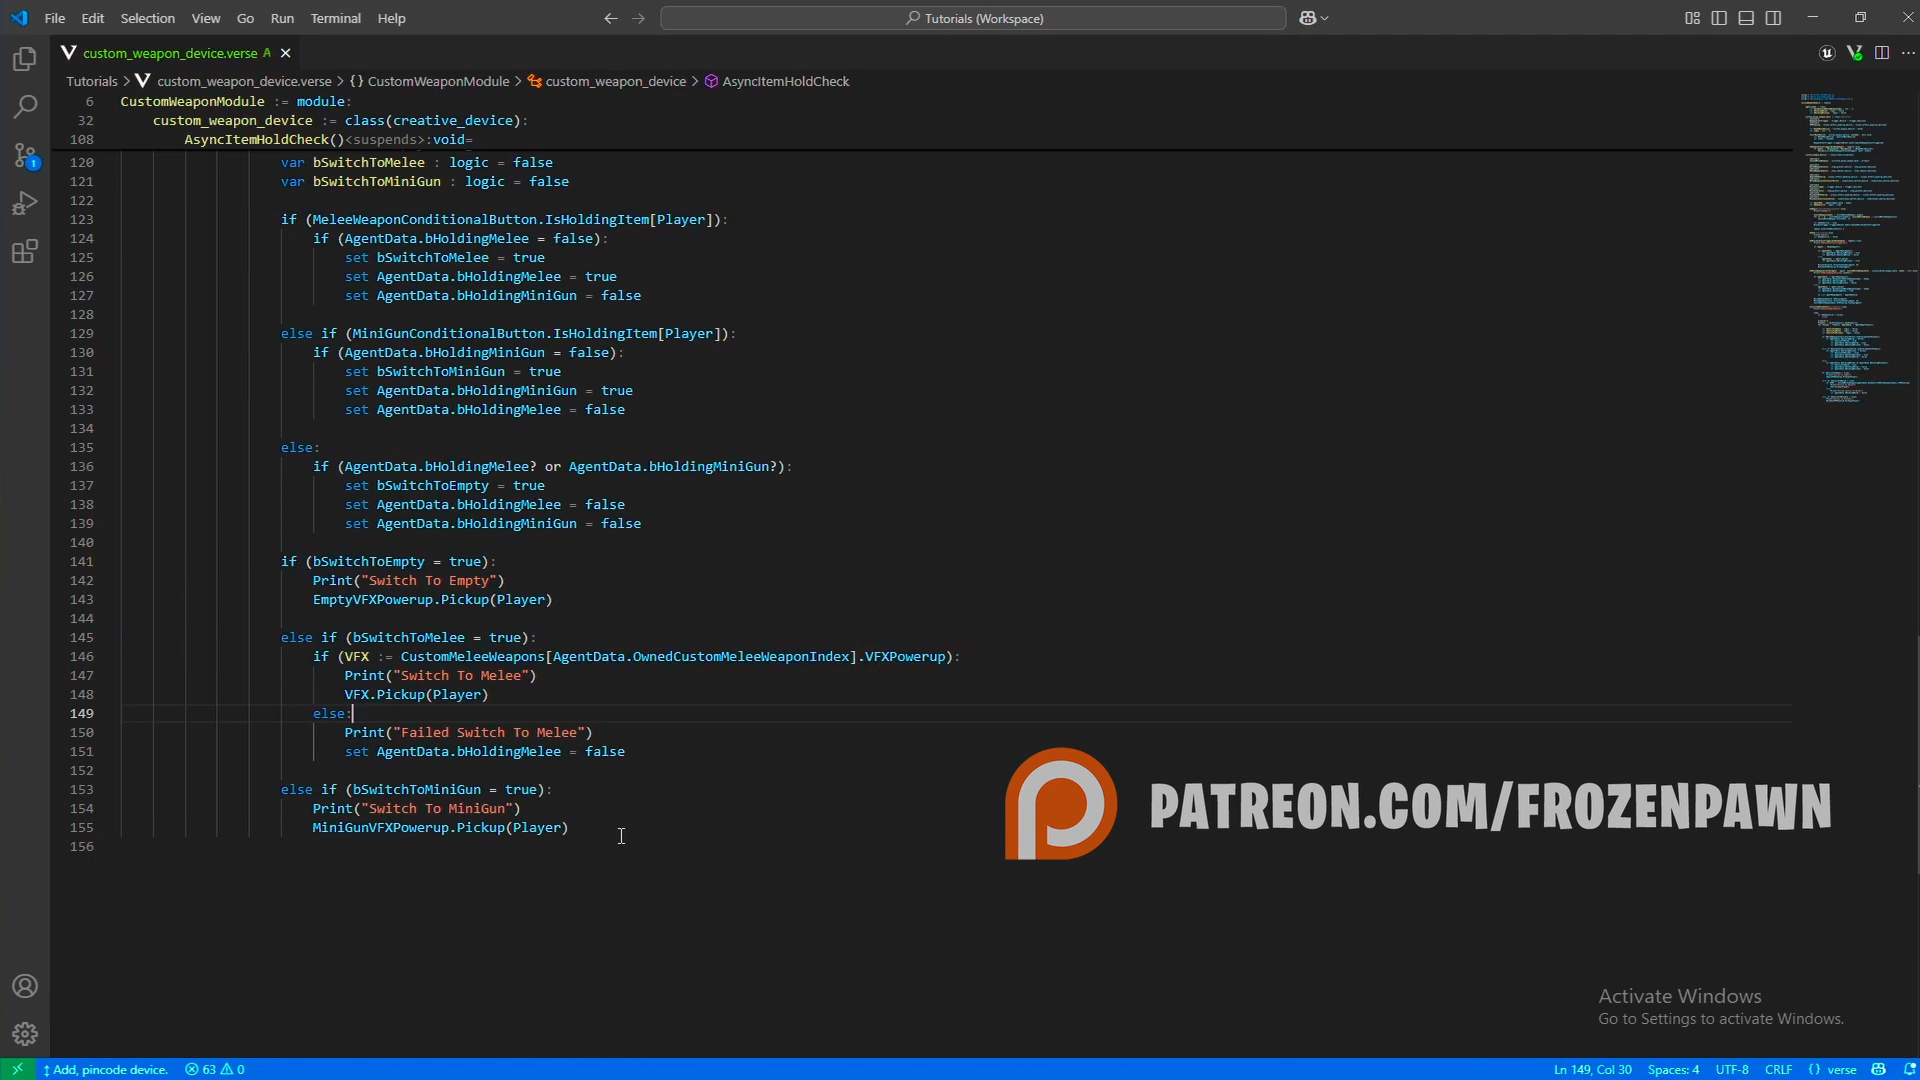 File Edit Selection View Go Run Terminal Help
Tutorials (Workspace)
custom_weapon_device.verse A
Tutorials > custom_weapon_device.verse > {} CustomWeaponModule > custom_weapon_device > AsyncItemHoldCheck
6 CustomWeaponModule := module:
32 custom_weapon_device := class(creative_device):
108 AsyncItemHoldCheck()<suspends>:void=
120 var bSwitchToMelee : logic = false
121 var bSwitchToMiniGun : logic = false
122
123 if (MeleeWeaponConditionalButton.IsHoldingItem[Player]):
124 if (AgentData.bHoldingMelee = false):
125 set bSwitchToMelee = true
126 set AgentData.bHoldingMelee = true
127 set AgentData.bHoldingMiniGun = false
128
129 else if (MiniGunConditionalButton.IsHoldingItem[Player]):
130 if (AgentData.bHoldingMiniGun = false):
131 set bSwitchToMiniGun = true
132 set AgentData.bHoldingMiniGun = true
133 set AgentData.bHoldingMelee = false
134
135 else:
136 if (AgentData.bHoldingMelee? or AgentData.bHoldingMiniGun?):
137 set bSwitchToEmpty = true
138 set AgentData.bHoldingMelee = false
139 set AgentData.bHoldingMiniGun = false
140
141 if (bSwitchToEmpty = true):
142 Print("Switch To Empty")
143 EmptyVFXPowerup.Pickup(Player)
144
145 else if (bSwitchToMelee = true):
146 if (VFX := CustomMeleeWeapons[AgentData.OwnedCustomMeleeWeaponIndex].VFXPowerup):
147 Print("Switch To Melee")
148 VFX.Pickup(Player)
149 else:
150 Print("Failed Switch To Melee")
151 set AgentData.bHoldingMelee = false
152
153 else if (bSwitchToMiniGun = true):
154 Print("Switch To MiniGun")
155 MiniGunVFXPowerup.Pickup(Player)
156
PATREON.COM/FROZENPAWN
Activate Windows
Go to Settings to activate Windows.
1
Add, pincode device. 63 0 Ln 149, Col 30 Spaces: 4 UTF-8 CRLF {} verse